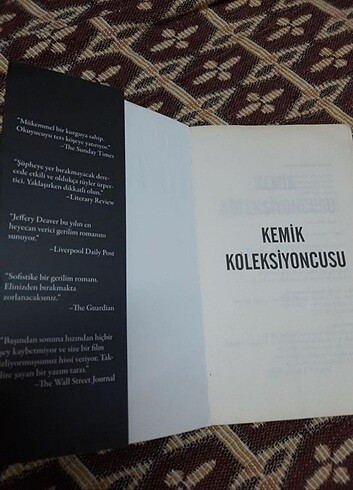 "Mükemmel bir kurguya sahip.
Okuyucuyu ters köşeye yatırıyor."
–The Sunday Times
"Şüpheye yer bırakmayacak dere-
cede etkili ve oldukça tüyler ürper-
tici. Yaklaşırken dikkatli olun."
–Literary Review
"Jeffery Deaver bu yılın en
heyecan verici gerilim romanını
sunuyor."
–Liverpool Daily Post
"Sofistike bir gerilim romanı.
Elinizden bırakmakta
zorlanacaksınız."
–The Guardian
"Başından sonuna hızından hiçbir
şey kaybetmiyor ve size bir film
izliyormuşsunuz hissi veriyor. Tak-
dire şayan bir yazım tarzı."
–The Wall Street Journal
KEMİK
KOLEKSİYONCUSU